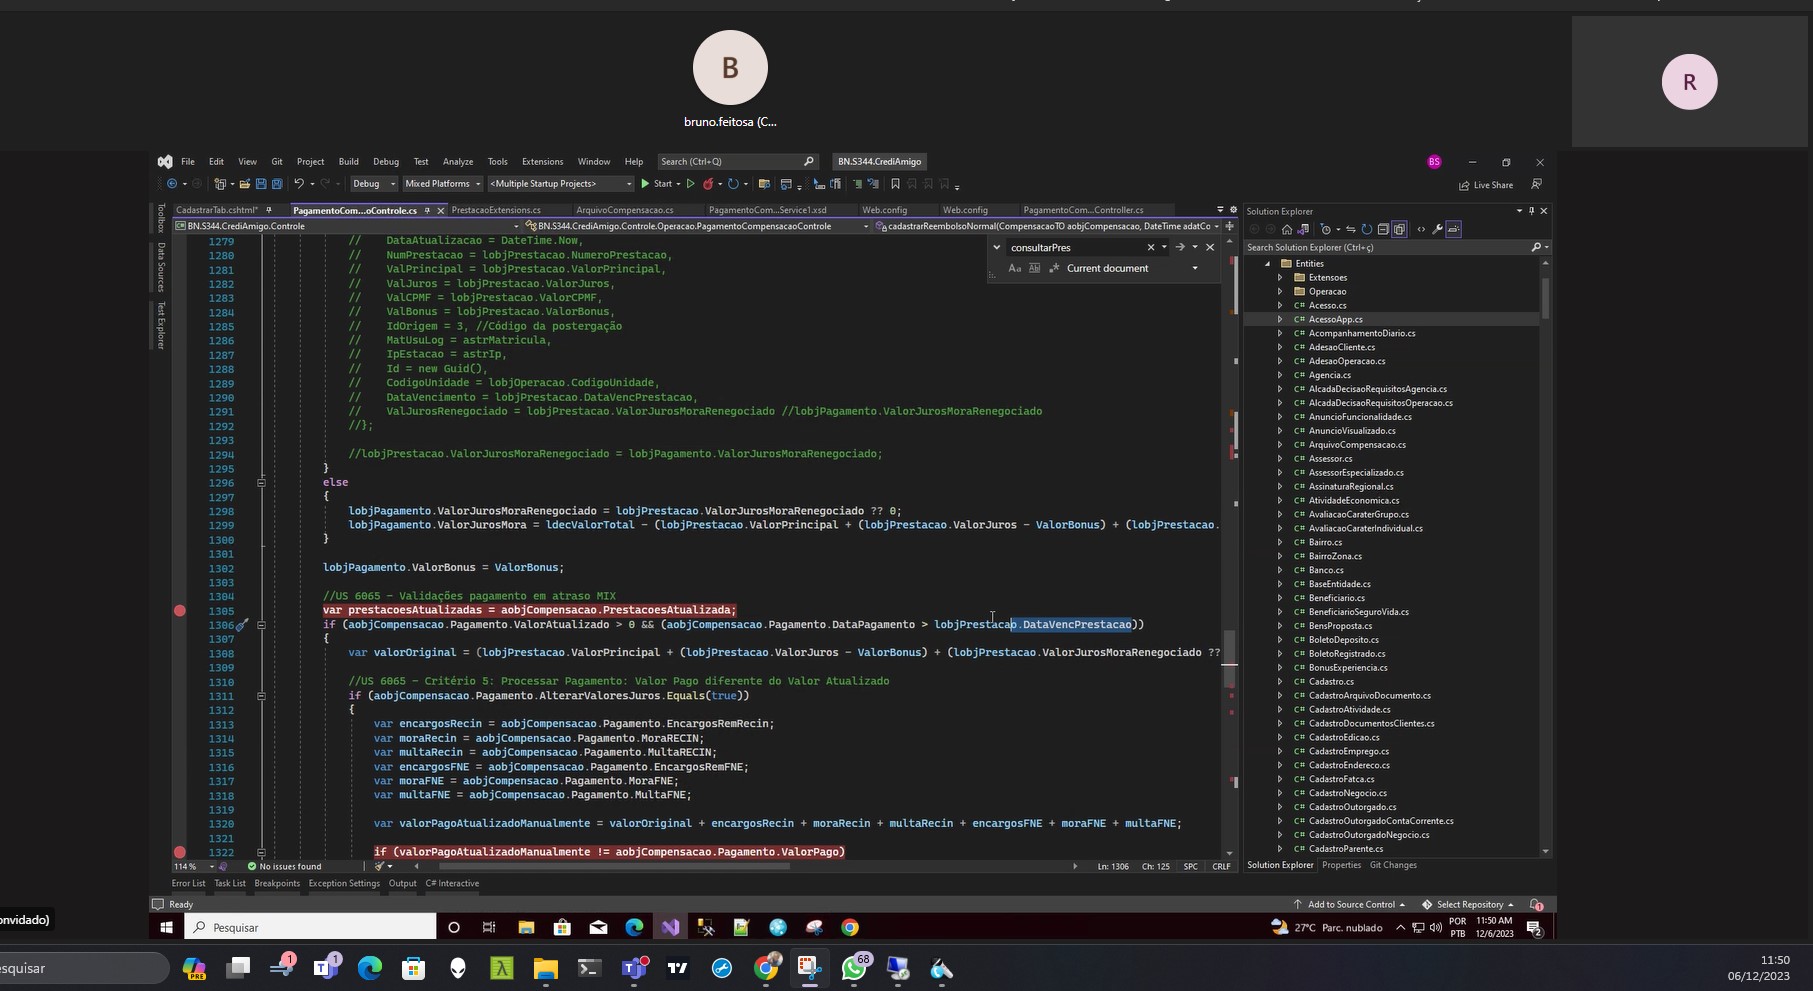 B
bruno.feitosa (C...
R
File Edit View Git Project Build Debug Test Analyze Tools Extensions Window Help Search (Ctrl+Q) BN.S344.CrediAmigo BS
Debug Mixed Platforms <Multiple Startup Projects> Start Live Share
CadastrarTab.cshtml* PagamentoCom...oControle.cs PrestacaoExtensions.cs ArquivoCompensacao.cs PagamentoCom...Service1.xsd Web.config Web.config PagamentoCom...Controller.cs
BN.S344.CrediAmigo.Controle BN.S344.CrediAmigo.Controle.Operacao.PagamentoCompensacaoControle cadastrarReembolsoNormal(CompensacaoTO aobjCompensacao, DateTime adatCo
Toolbox
Data Sources
Test Explorer
consultarPres
Aa Ab Current document
1279 // DataAtualizacao = DateTime.Now,
1280 // NumPrestacao = lobjPrestacao.NumeroPrestacao,
1281 // ValPrincipal = lobjPrestacao.ValorPrincipal,
1282 // ValJuros = lobjPrestacao.ValorJuros,
1283 // ValCPMF = lobjPrestacao.ValorCPMF,
1284 // ValBonus = lobjPrestacao.ValorBonus,
1285 // IdOrigem = 3, //Código da postergação
1286 // MatUsuLog = astrMatricula,
1287 // IpEstacao = astrIp,
1288 // Id = new Guid(),
1289 // CodigoUnidade = lobjOperacao.CodigoUnidade,
1290 // DataVencimento = lobjPrestacao.DataVencPrestacao,
1291 // ValJurosRenegociado = lobjPrestacao.ValorJurosMoraRenegociado //lobjPagamento.ValorJurosMoraRenegociado
1292 //};
1293
1294 //lobjPrestacao.ValorJurosMoraRenegociado = lobjPagamento.ValorJurosMoraRenegociado;
1295 }
1296 else
1297 {
1298 lobjPagamento.ValorJurosMoraRenegociado = lobjPrestacao.ValorJurosMoraRenegociado ?? 0;
1299 lobjPagamento.ValorJurosMora = ldecValorTotal - (lobjPrestacao.ValorPrincipal + (lobjPrestacao.ValorJuros - ValorBonus) + (lobjPrestacao.
1300 }
1301
1302 lobjPagamento.ValorBonus = ValorBonus;
1303
1304 //US 6065 - Validações pagamento em atraso MIX
1305 var prestacoesAtualizadas = aobjCompensacao.PrestacoesAtualizada;
1306 if (aobjCompensacao.Pagamento.ValorAtualizado > 0 && (aobjCompensacao.Pagamento.DataPagamento > lobjPrestacao.DataVencPrestacao))
1307 {
1308 var valorOriginal = (lobjPrestacao.ValorPrincipal + (lobjPrestacao.ValorJuros - ValorBonus) + (lobjPrestacao.ValorJurosMoraRenegociado ??
1309
1310 //US 6065 - Critério 5: Processar Pagamento: Valor Pago diferente do Valor Atualizado
1311 if (aobjCompensacao.Pagamento.AlterarValoresJuros.Equals(true))
1312 {
1313 var encargosRecin = aobjCompensacao.Pagamento.EncargosRemRecin;
1314 var moraRecin = aobjCompensacao.Pagamento.MoraRECIN;
1315 var multaRecin = aobjCompensacao.Pagamento.MultaRECIN;
1316 var encargosFNE = aobjCompensacao.Pagamento.EncargosRemFNE;
1317 var moraFNE = aobjCompensacao.Pagamento.MoraFNE;
1318 var multaFNE = aobjCompensacao.Pagamento.MultaFNE;
1319
1320 var valorPagoAtualizadoManualmente = valorOriginal + encargosRecin + moraRecin + multaRecin + encargosFNE + moraFNE + multaFNE;
1321
1322 if (valorPagoAtualizadoManualmente != aobjCompensacao.Pagamento.ValorPago)
114 % No issues found Ln: 1306 Ch: 125 SPC CRLF
Error List Task List Breakpoints Exception Settings Output C# Interactive
Solution Explorer
Search Solution Explorer (Ctrl+ç)
Entities
Extensoes
Operacao
C# Acesso.cs
C# AcessoApp.cs
C# AcompanhamentoDiario.cs
C# AdesaoCliente.cs
C# AdesaoOperacao.cs
C# Agencia.cs
C# AlcadaDecisaoRequisitosAgencia.cs
C# AlcadaDecisaoRequisitosOperacao.cs
C# AnuncioFuncionalidade.cs
C# AnuncioVisualizado.cs
C# ArquivoCompensacao.cs
C# Assessor.cs
C# AssessorEspecializado.cs
C# AssinaturaRegional.cs
C# AtividadeEconomica.cs
C# AvaliacaoCaraterGrupo.cs
C# AvaliacaoCaraterIndividual.cs
C# Bairro.cs
C# BairroZona.cs
C# Banco.cs
C# BaseEntidade.cs
C# Beneficiario.cs
C# BeneficiarioSeguroVida.cs
C# BensProposta.cs
C# BoletoDeposito.cs
C# BoletoRegistrado.cs
C# BonusExperiencia.cs
C# Cadastro.cs
C# CadastroArquivoDocumento.cs
C# CadastroAtividade.cs
C# CadastroDocumentosClientes.cs
C# CadastroEdicao.cs
C# CadastroEmprego.cs
C# CadastroEndereco.cs
C# CadastroFatca.cs
C# CadastroNegocio.cs
C# CadastroOutorgado.cs
C# CadastroOutorgadoContaCorrente.cs
C# CadastroOutorgadoNegocio.cs
C# CadastroParente.cs
Solution Explorer Properties Git Changes
Ready Add to Source Control Select Repository 1
onvidado)
Pesquisar 27°C Parc. nublado POR PTB 11:50 AM 12/6/2023 2
esquisar PRE 1 1 68 11:50
06/12/2023